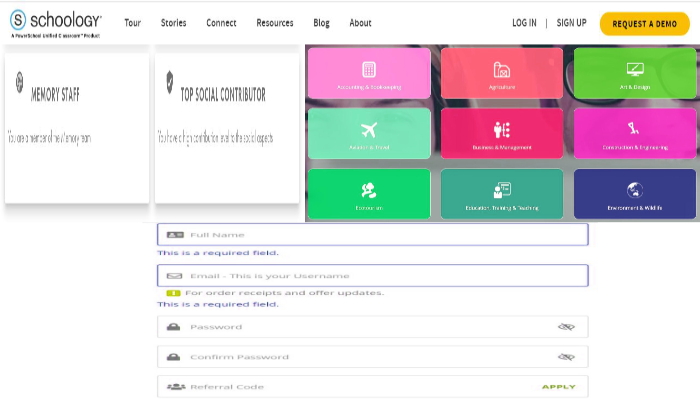 schoology
A PowerSchool Unified Classroom™ Product
Tour Stories Connect Resources Blog About LOG IN | SIGN UP REQUEST A DEMO
MEMORY STAFF
You are a member of the Memory team
TOP SOCIAL CONTRIBUTOR
You have a high contribution level to the social aspects
Accounting & Bookkeeping
Agriculture
Art & Design
Business & Management
Construction & Engineering
Education, Training & Teaching
Environment & Wildlife
Full Name
This is a required field.
Email - This is your Username
For order receipts and offer updates.
This is a required field.
Password
Confirm Password
Referral Code APPLY